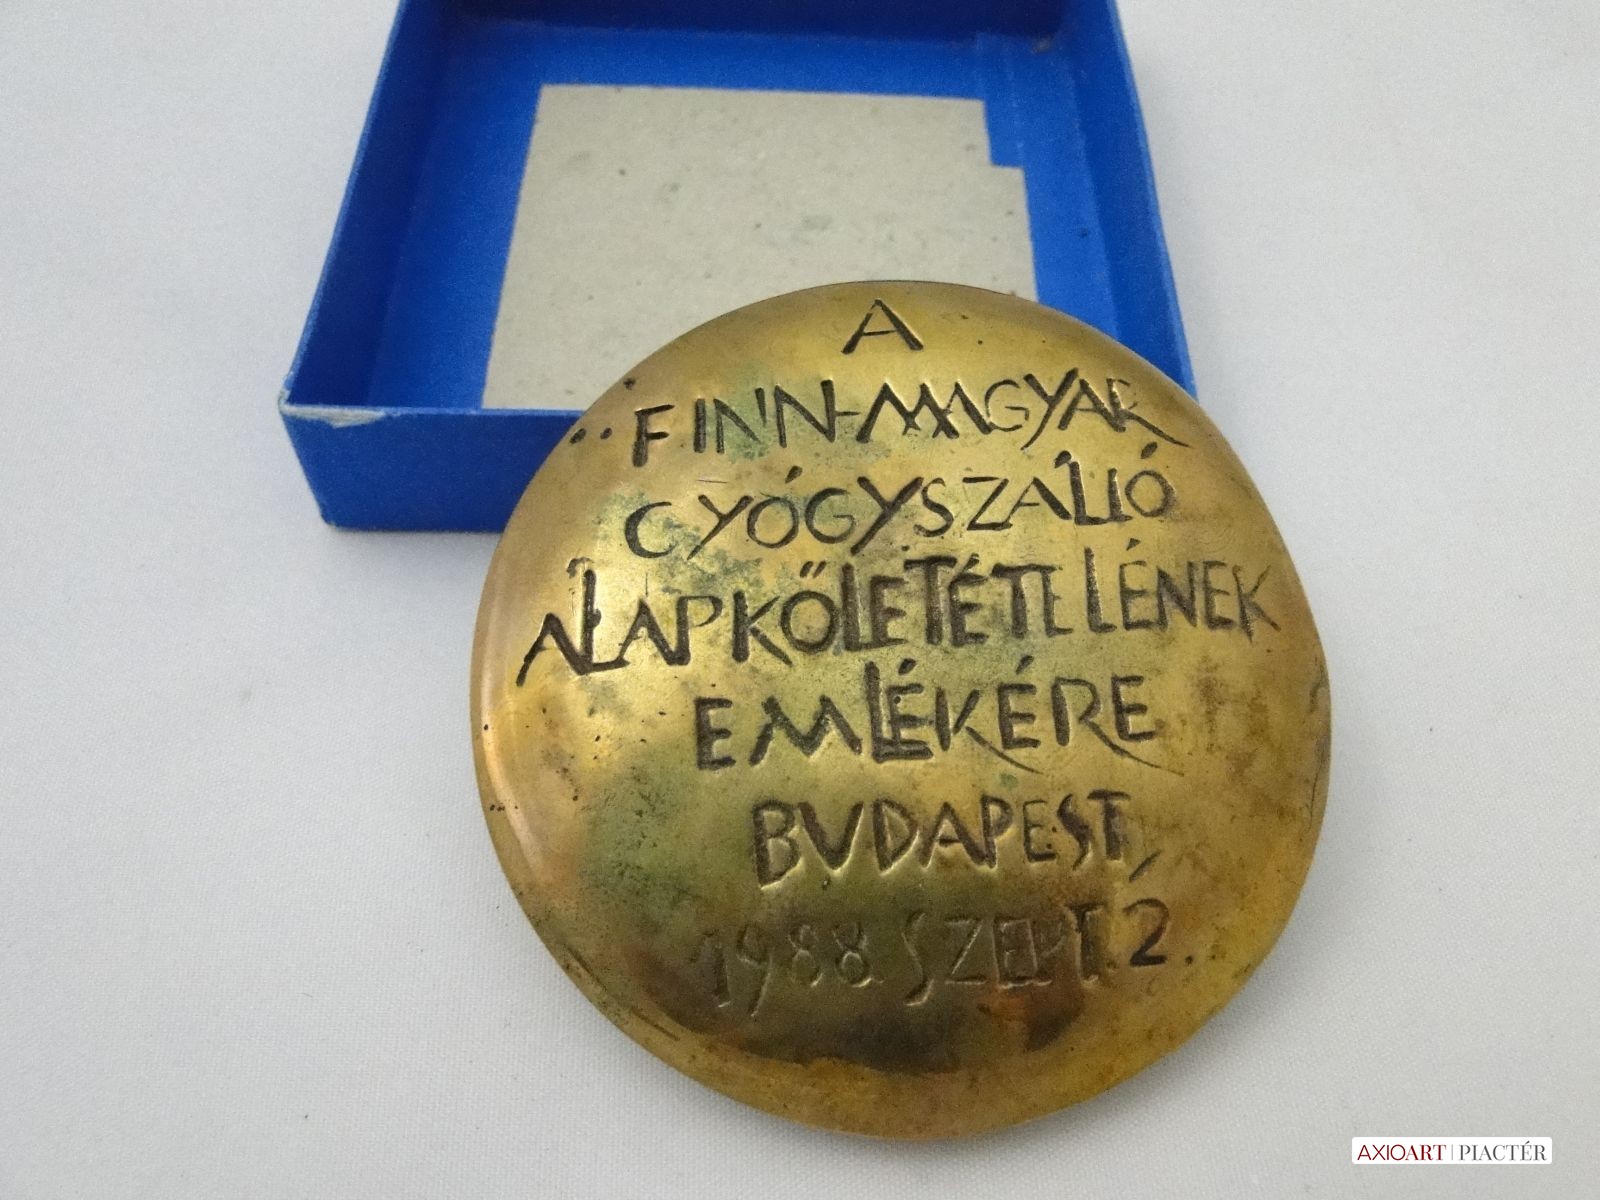 A
FINN-MAGYAR
GYÓGYSZÁLLÓ
ALAPKŐLETÉTELÉNEK
EMLÉKÉRE
BUDAPEST,
1988 SZEPT. 2.
AXIOART | PIACTÉR